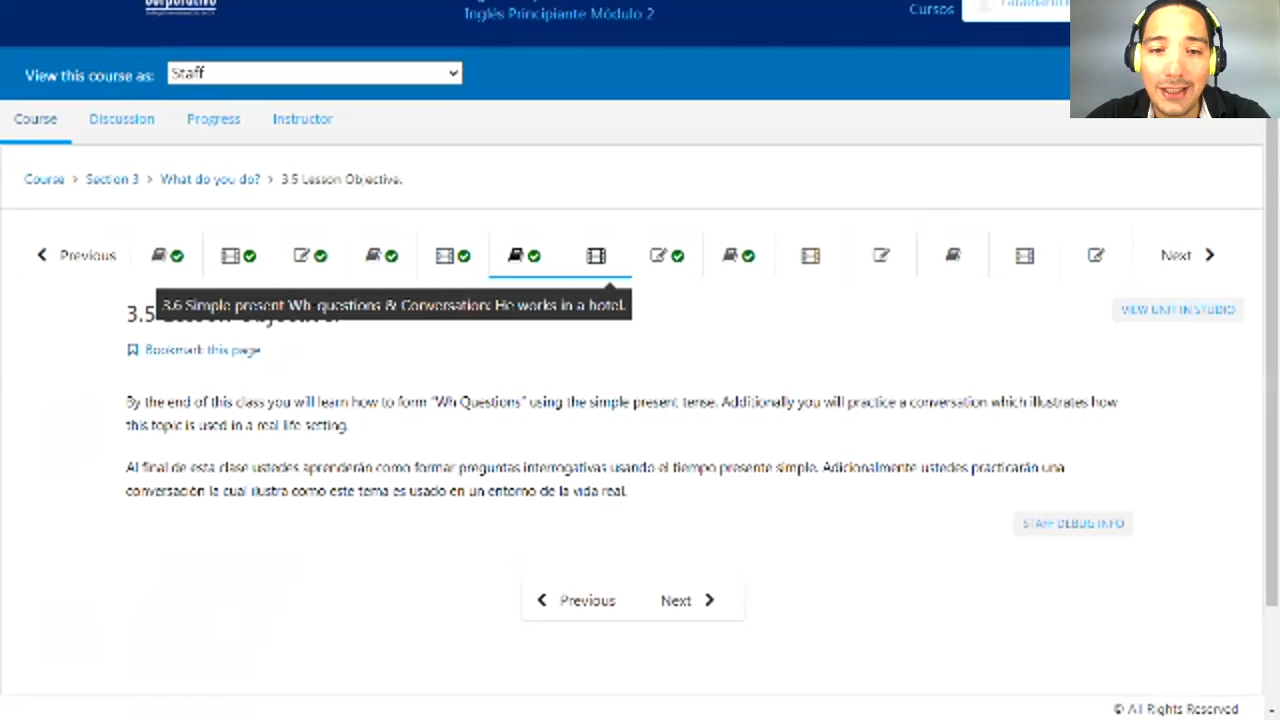 Corporativo
Inglés Principiante Módulo 2
Cursos
View this course as:
Staff
Course
Discussion
Progress
Instructor
Course > Section 3 > What do you do? > 3.5 Lesson Objective.
Previous
Next
3.6 Simple present Wh-questions & Conversation: He works in a hotel.
3.5
VIEW UNIT IN STUDIO
Bookmark this page
By the end of this class you will learn how to form "Wh Questions" using the simple present tense. Additionally you will practice a conversation which illustrates how
this topic is used in a real life setting.
Al final de esta clase ustedes aprenderán como formar preguntas interrogativas usando el tiempo presente simple. Adicionalmente ustedes practicarán una
conversación la cual ilustra como este tema es usado en un entorno de la vida real.
STAFF DEBUG INFO
Previous
Next
© All Rights Reserved